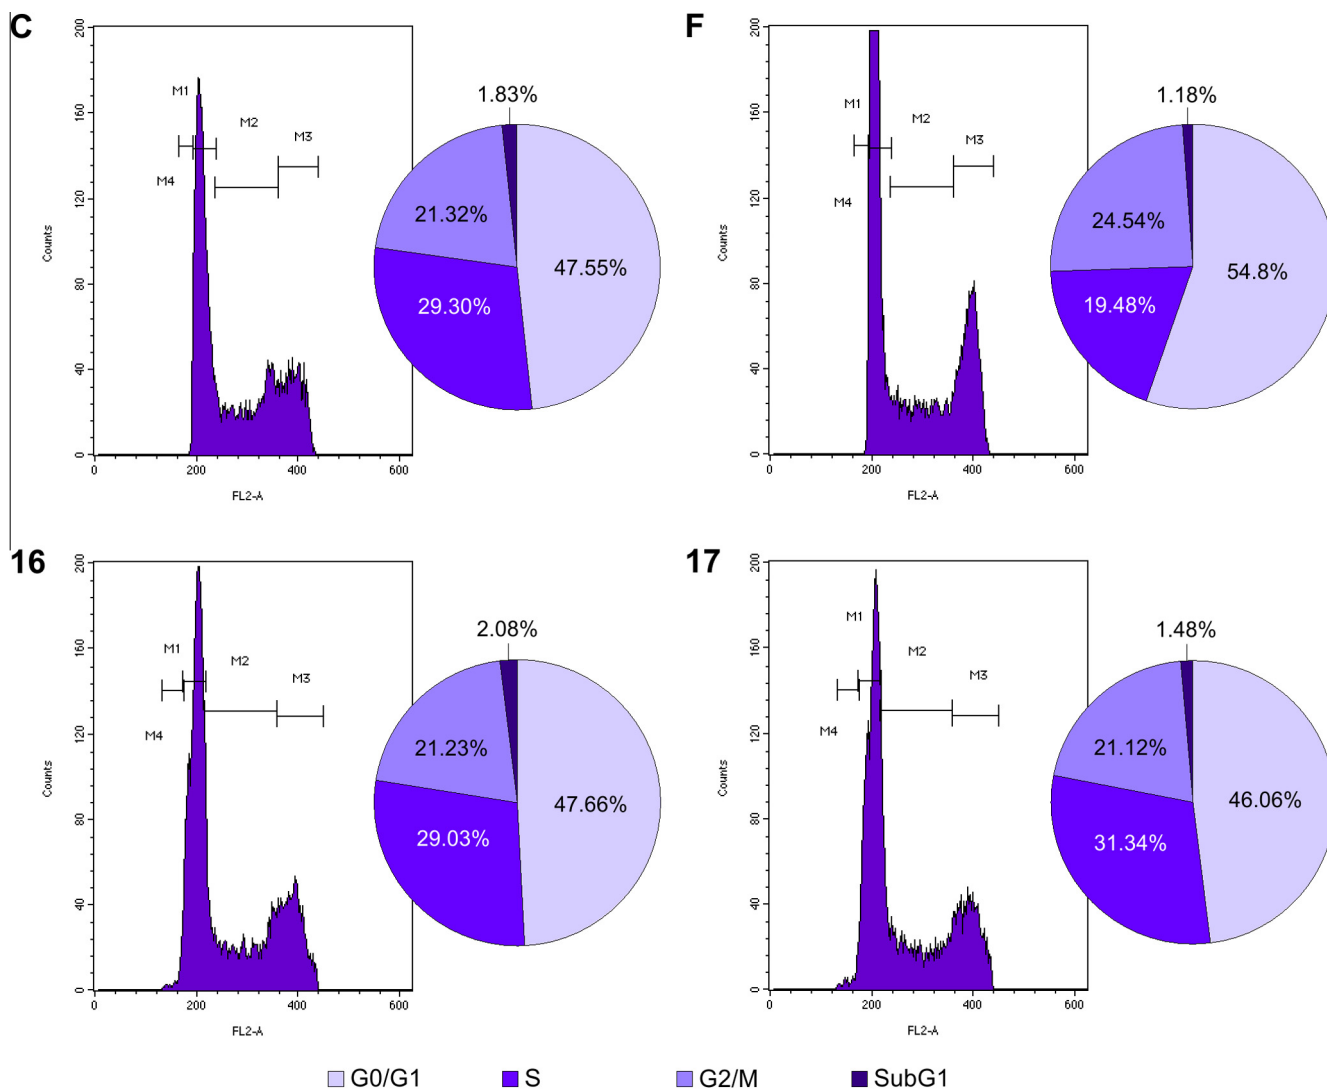 C
200
160
120
80
40
0
Counts
M1
M2
M3
M4
0 200 400 600
FL2-A
1.83%
21.32%
47.55%
29.30%
F
200
160
120
80
40
0
Counts
M1
M2
M3
M4
0 200 400 600
FL2-A
1.18%
24.54%
54.8%
19.48%
16
200
160
120
80
40
0
Counts
M1
M2
M3
M4
0 200 400 600
FL2-A
2.08%
21.23%
47.66%
29.03%
17
200
160
120
80
40
0
Counts
M1
M2
M3
M4
0 200 400 600
FL2-A
1.48%
21.12%
46.06%
31.34%
G0/G1 S G2/M SubG1